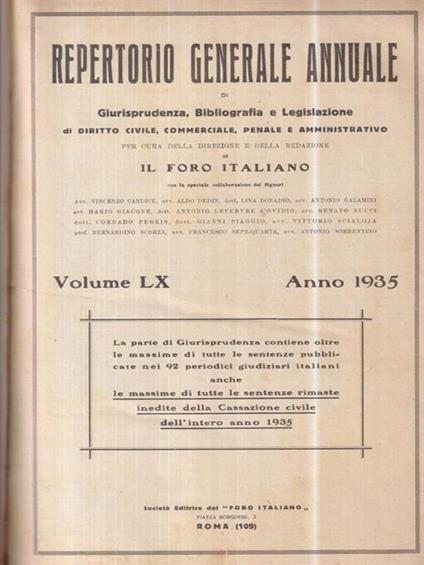 REPERTORIO GENERALE ANNUALE
DI
Giurisprudenza, Bibliografia e Legislazione
di DIRITTO CIVILE, COMMERCIALE, PENALE E AMMINISTRATIVO
PER CURA DELLA DIREZIONE E DELLA REDAZIONE
DE
IL FORO ITALIANO
con la speciale collaborazione dei Signori
Avv. VINCENZO CANDICE, avv. ALDO DEDIN, dott. LINA DONADIO, avv. ANTONIO GALAMINI
avv. MARIO GIACONE, dott. ANTONIO LEFEBVRE D'OVIDIO, avv. RENATO SUCCI
dott. CORRADO PERRIS, dott. GIANNI PIAGGIO, avv. VITTORIO SCIALOJA
prof. BERNARDINO SCORZA, avv. FRANCESCO SEPE-QUARTA, avv. ANTONIO SORRENTINO
Volume LX Anno 1935
La parte di Giurisprudenza contiene oltre
le massime di tutte le sentenze pubbli-
cate nei 92 periodici giudiziari italiani
anche
le massime di tutte le sentenze rimaste
inedite della Cassazione civile
dell'intero anno 1935
Società Editrice del "FORO ITALIANO"
PIAZZA BORGHESE, 3
ROMA (109)